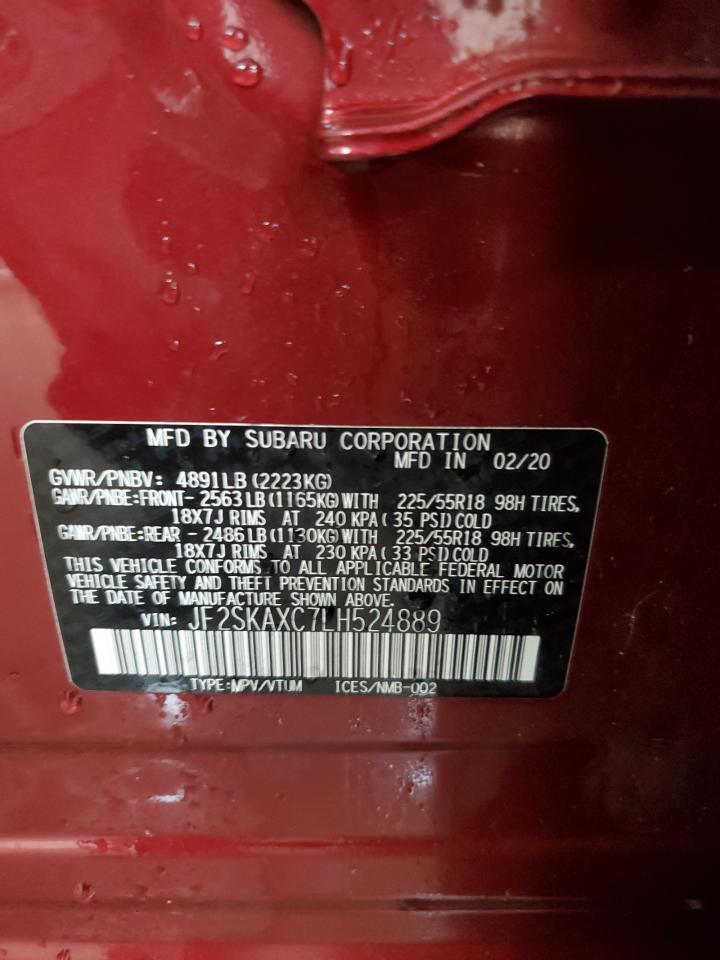 MFD BY SUBARU CORPORATION
MFD IN 02/20
GVWR/PNBV: 4891LB (2223KG)
GAWR/PNBE:FRONT- 2563LB (1165KG) WITH 225/55R18 98H TIRES,
18X7J RIMS AT 240 KPA ( 35 PSI) COLD
GAWR/PNBE:REAR - 2486LB (1130KG) WITH 225/55R18 98H TIRES,
18X7J RIMS AT 230 KPA ( 33 PSI) COLD
THIS VEHICLE CONFORMS TO ALL APPLICABLE FEDERAL MOTOR
VEHICLE SAFETY AND THEFT PREVENTION STANDARDS IN EFFECT ON
THE DATE OF MANUFACTURE SHOWN ABOVE.
VIN: JF2SKAXC7LH524889
TYPE:MPV/VTUM ICES/NMB-002